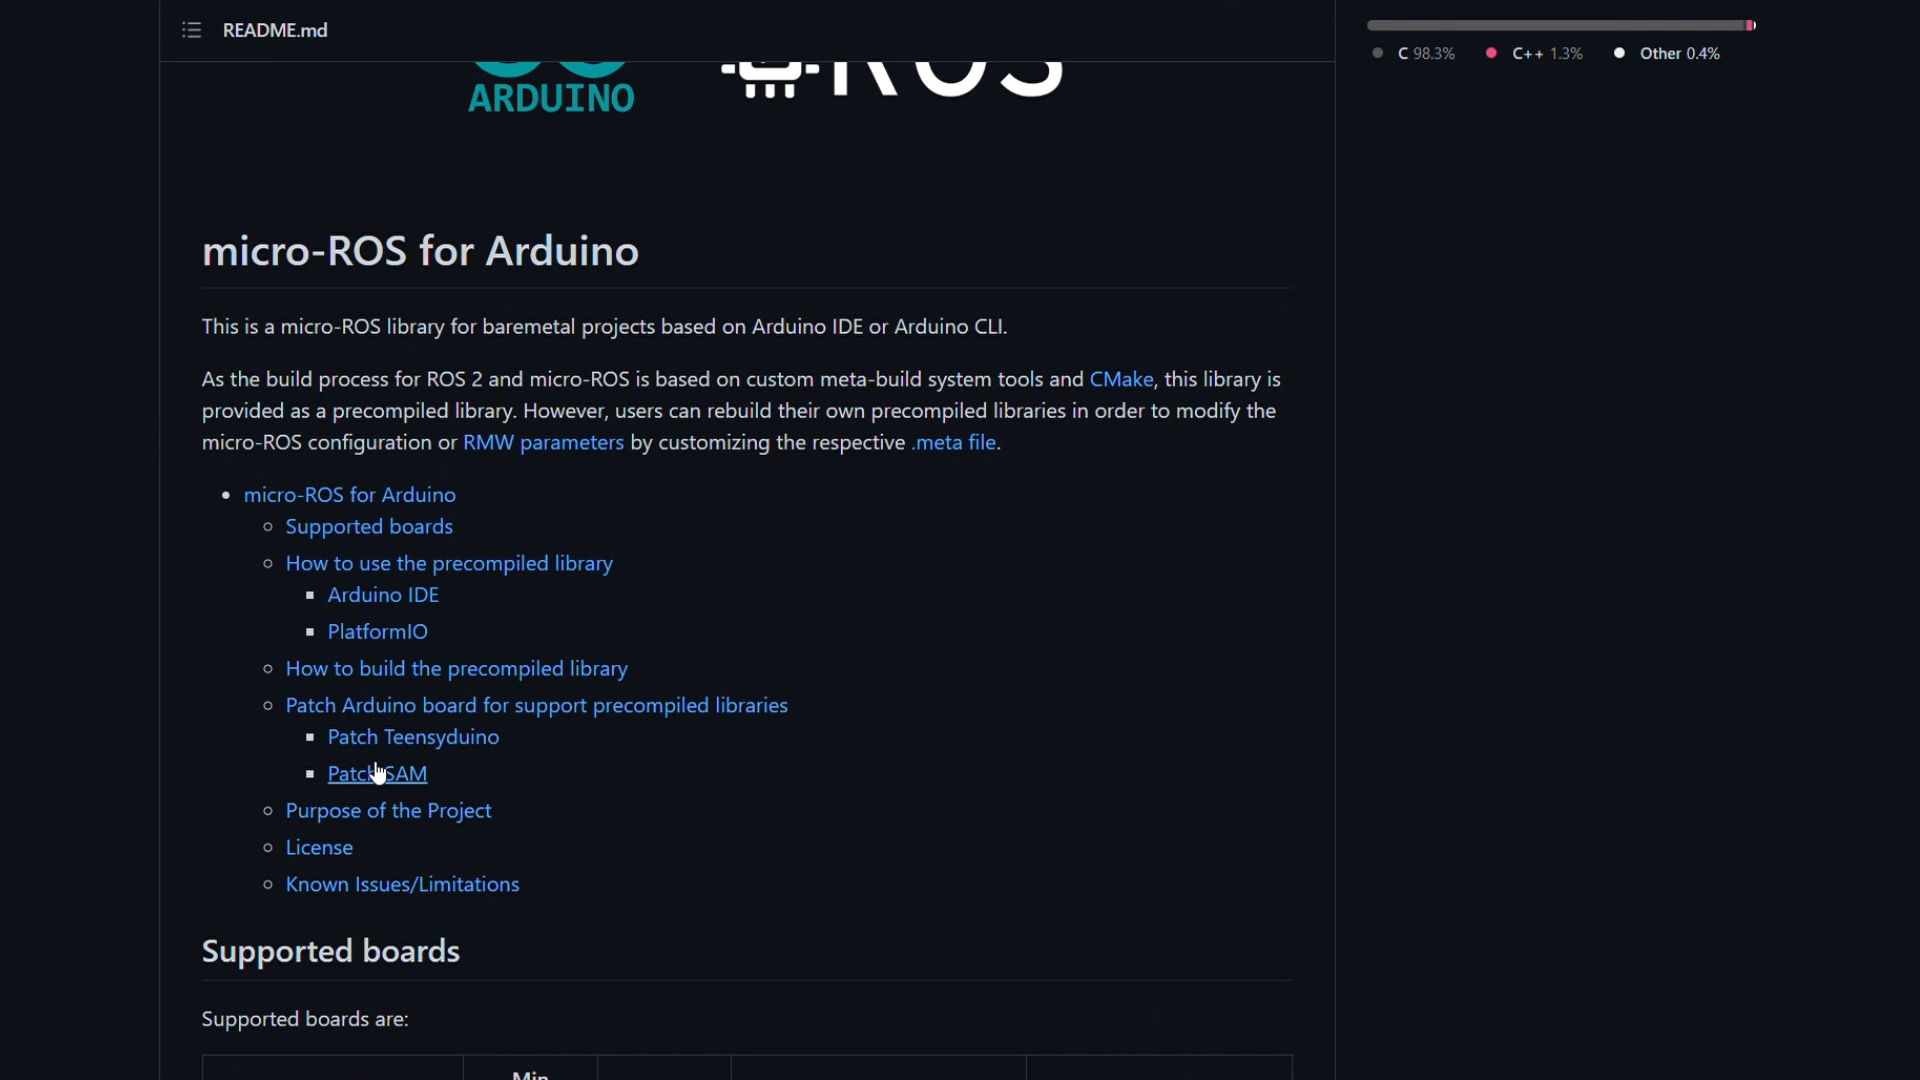 README.md
ARDUINO
ROS
C 98.3%
C++ 1.3%
Other 0.4%
micro-ROS for Arduino
This is a micro-ROS library for baremetal projects based on Arduino IDE or Arduino CLI.
As the build process for ROS 2 and micro-ROS is based on custom meta-build system tools and CMake, this library is
provided as a precompiled library. However, users can rebuild their own precompiled libraries in order to modify the
micro-ROS configuration or RMW parameters by customizing the respective .meta file.
micro-ROS for Arduino
Supported boards
How to use the precompiled library
Arduino IDE
PlatformIO
How to build the precompiled library
Patch Arduino board for support precompiled libraries
Patch Teensyduino
Patch SAM
Purpose of the Project
License
Known Issues/Limitations
Supported boards
Supported boards are:
Min